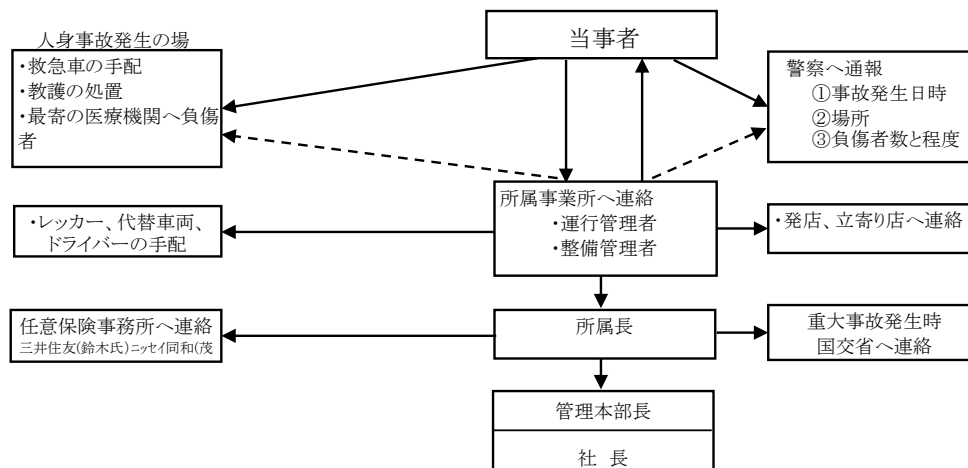 人身事故発生の場
・救急車の手配
・教護の処置
・最寄の医療機関へ負傷
者
当事者
警察へ通報
①事故発生日時
②場所
③負傷者数と程度
所属事業所へ連絡
・運行管理者
・整備管理者
・レッカー、代替車両、
ドライバーの手配
・発店、立寄り店へ連絡
任意保険事務所へ連絡
三井住友(鈴木氏)ニッセイ同和(茂
所属長
重大事故発生時
国交省へ連絡
管理本部長
社 長